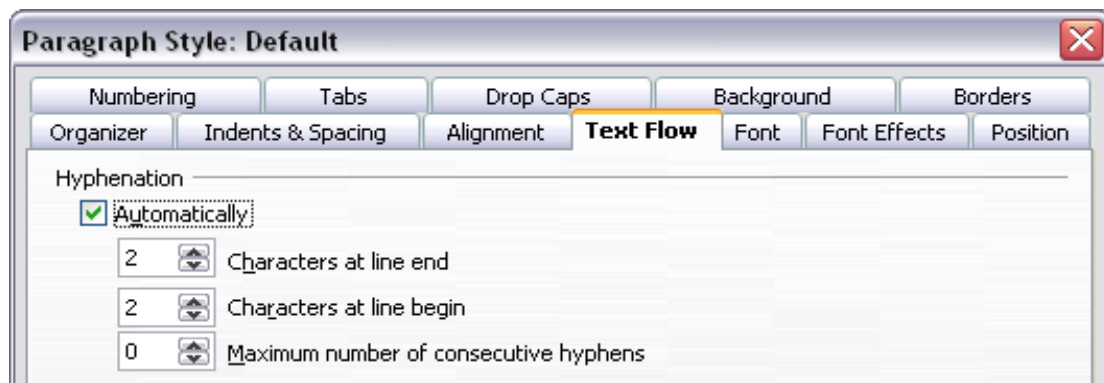 Paragraph Style: Default
Numbering Tabs Drop Caps Background Borders
Organizer Indents & Spacing Alignment Text Flow Font Font Effects Position
Hyphenation
Automatically
2 Characters at line end
2 Characters at line begin
0 Maximum number of consecutive hyphens